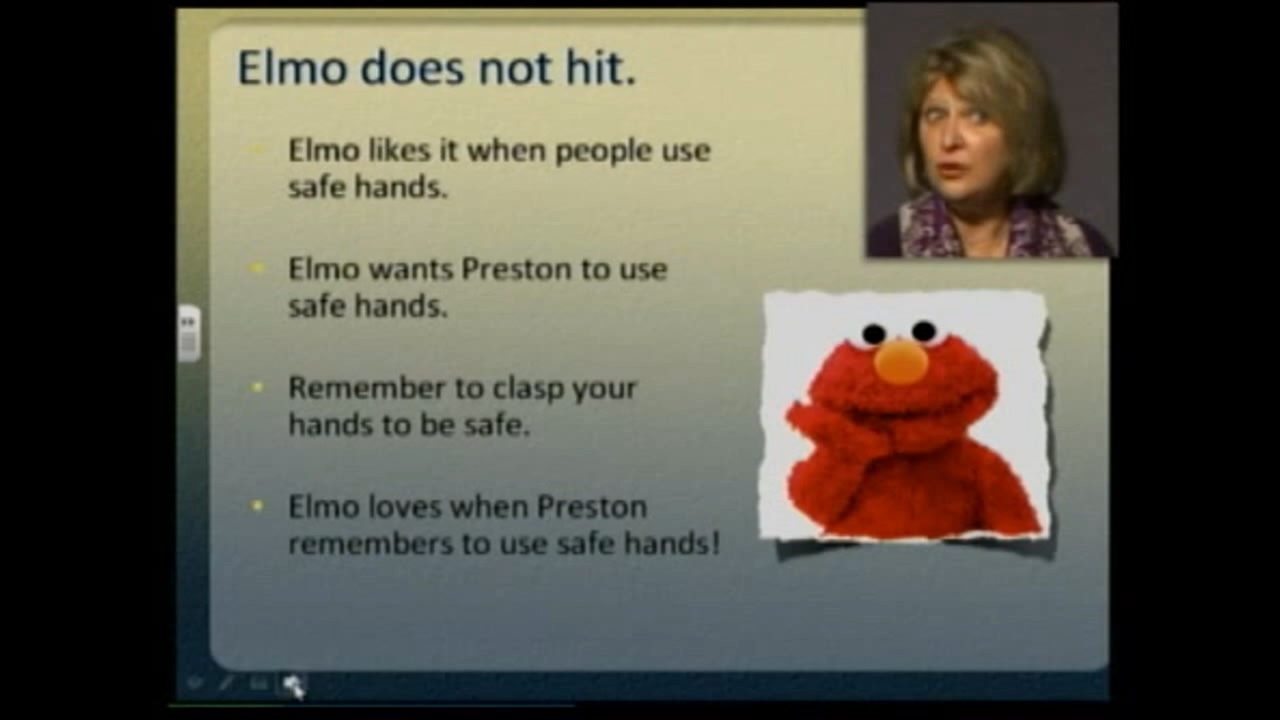 Elmo does not hit.
Elmo likes it when people use
safe hands.
Elmo wants Preston to use
safe hands.
Remember to clasp your
hands to be safe.
Elmo loves when Preston
remembers to use safe hands!